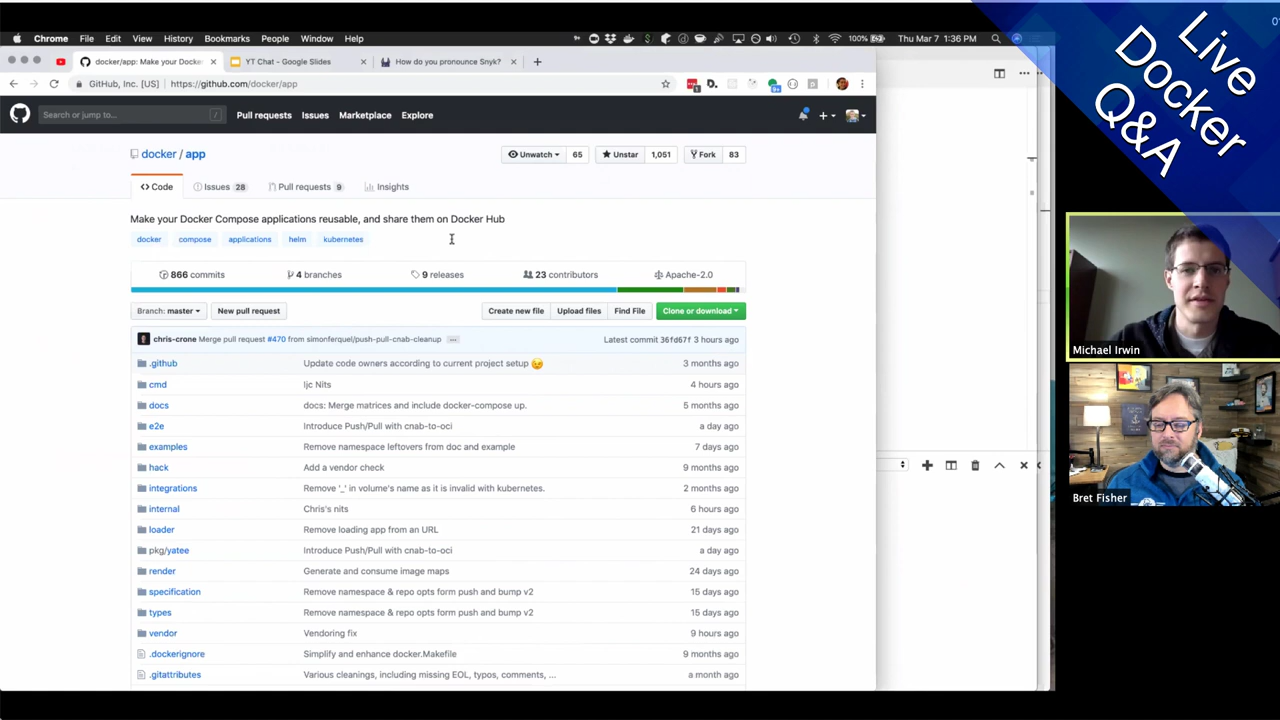 Chrome File Edit View History Bookmarks People Window Help 100% Thu Mar 7 1:36 PM
docker/app: Make your Docker YT Chat - Google Slides How do you pronounce Snyk?
GitHub, Inc. [US] https://github.com/docker/app
Search or jump to... / Pull requests Issues Marketplace Explore
docker / app Unwatch 65 Unstar 1,051 Fork 83
Code Issues 28 Pull requests 9 Insights
Make your Docker Compose applications reusable, and share them on Docker Hub
docker compose applications helm kubernetes
866 commits 4 branches 9 releases 23 contributors Apache-2.0
Branch: master New pull request Create new file Upload files Find File Clone or download
chris-crone Merge pull request #470 from simonferquel/push-pull-cnab-cleanup ... Latest commit 36fd67f 3 hours ago
.github Update code owners according to current project setup 😉 3 months ago
cmd ljc Nits 4 hours ago
docs docs: Merge matrices and include docker-compose up. 5 months ago
e2e Introduce Push/Pull with cnab-to-oci a day ago
examples Remove namespace leftovers from doc and example 7 days ago
hack Add a vendor check 9 months ago
integrations Remove '_' in volume's name as it is invalid with kubernetes. 2 months ago
internal Chris's nits 6 hours ago
loader Remove loading app from an URL 21 days ago
pkg/yatee Introduce Push/Pull with cnab-to-oci a day ago
render Generate and consume image maps 24 days ago
specification Remove namespace & repo opts form push and bump v2 15 days ago
types Remove namespace & repo opts form push and bump v2 15 days ago
vendor Vendoring fix 9 hours ago
.dockerignore Simplify and enhance docker.Makefile 9 months ago
.gitattributes Various cleanings, including missing EOL, typos, comments, ... a month ago
Live
Docker
Q&A
Michael Irwin
Bret Fisher